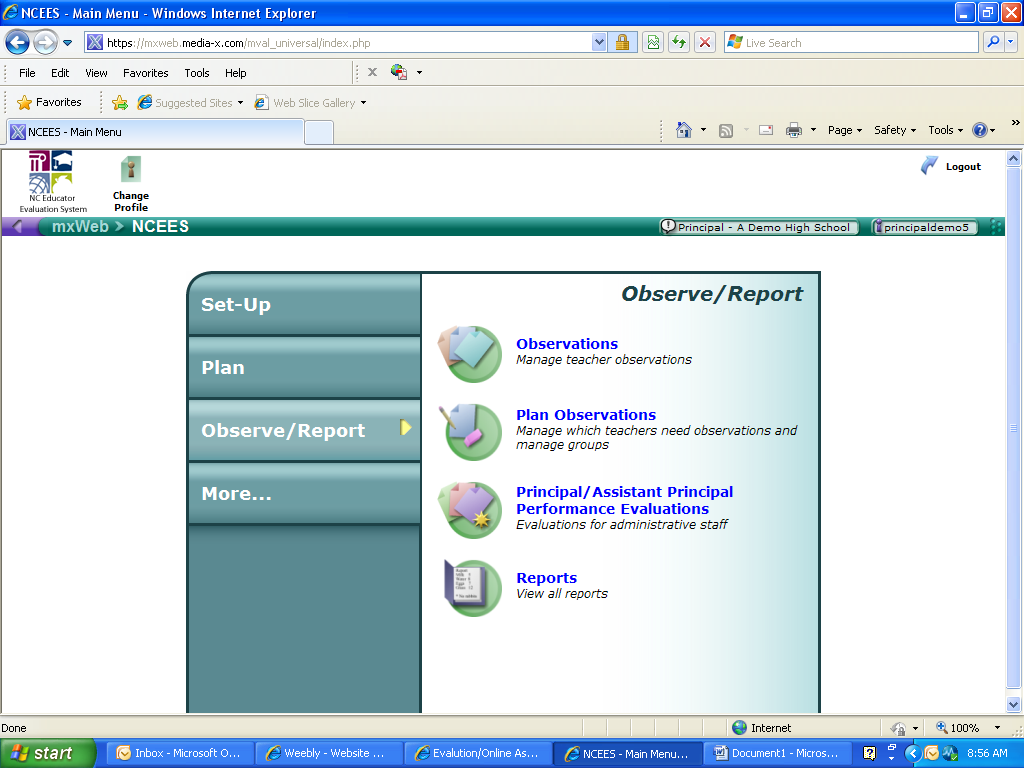 NCEES - Main Menu - Windows Internet Explorer
https://mxweb.media-x.com/mval_universal/index.php
Live Search
File Edit View Favorites Tools Help
Favorites Suggested Sites Web Slice Gallery
NCEES - Main Menu
Page Safety Tools
NC Educator
Evaluation System
Change
Profile
Logout
mxWeb > NCEES
Principal - A Demo High School
principaldemo5
Set-Up
Plan
Observe/Report
More...
Observe/Report
Observations
Manage teacher observations
Plan Observations
Manage which teachers need observations and
manage groups
Principal/Assistant Principal
Performance Evaluations
Evaluations for administrative staff
Reports
View all reports
Done
Internet
100%
start
Inbox - Microsoft O...
Weebly - Website ...
Evalution/Online As...
NCEES - Main Menu...
Document1 - Micros...
8:56 AM